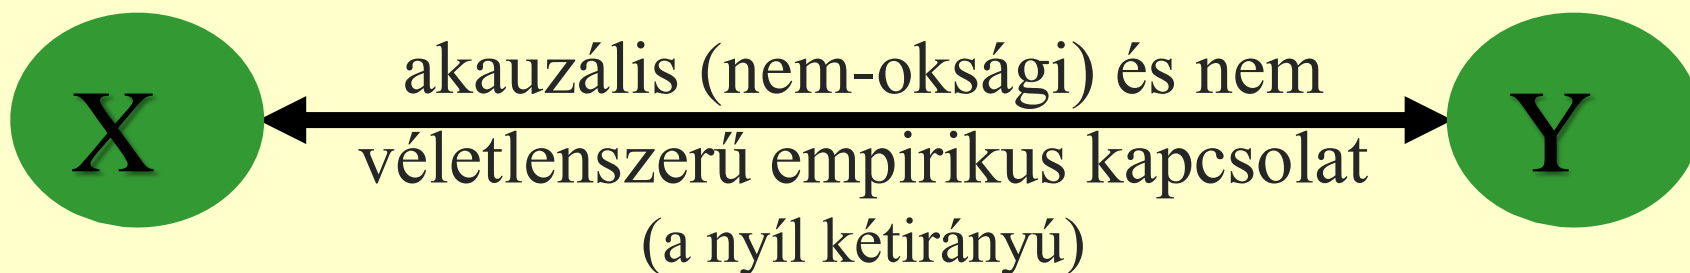 akauzális (nem-oksági) és nem
X Y
véletlenszerű empirikus kapcsolat
(a nyíl kétirányú)